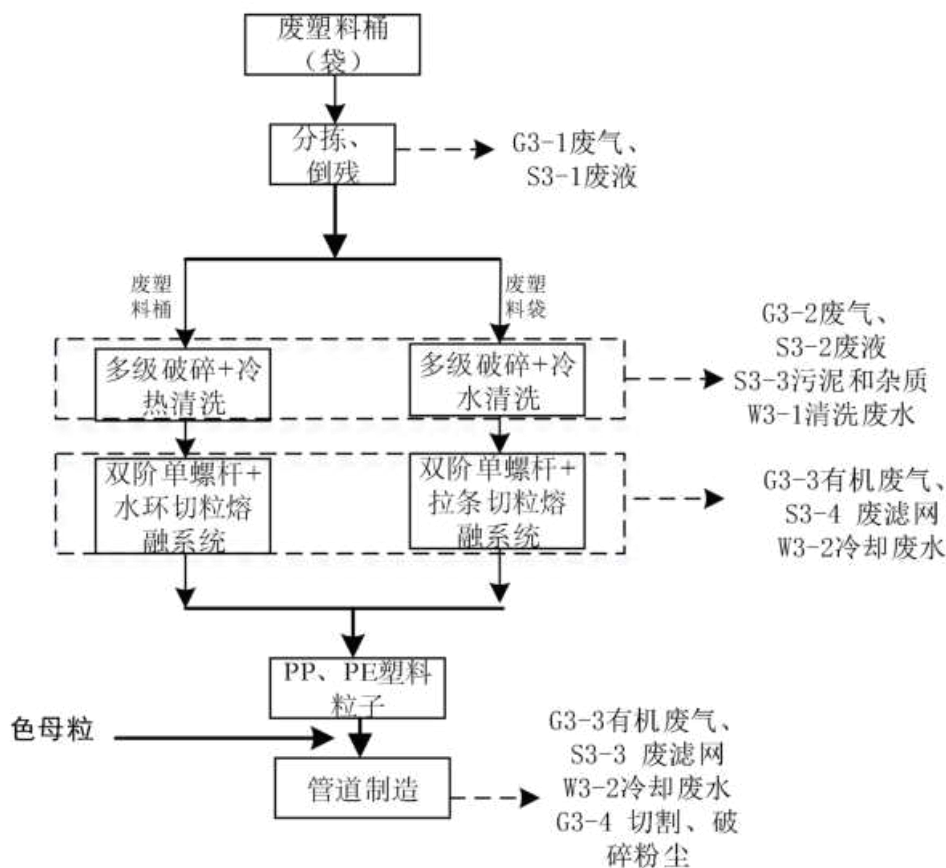 废塑料桶
（袋）
分拣、
倒残
G3-1废气、
S3-1废液
废塑
料桶
废塑
料袋
多级破碎+冷
热清洗
多级破碎+冷
水清洗
G3-2废气、
S3-2废液
S3-3污泥和杂质
W3-1清洗废水
双阶单螺杆+
水环切粒熔
融系统
双阶单螺杆+
拉条切粒熔
融系统
G3-3有机废气、
S3-4 废滤网
W3-2冷却废水
PP、PE塑料
粒子
色母粒
管道制造
G3-3有机废气、
S3-3 废滤网
W3-2冷却废水
G3-4 切割、破
碎粉尘